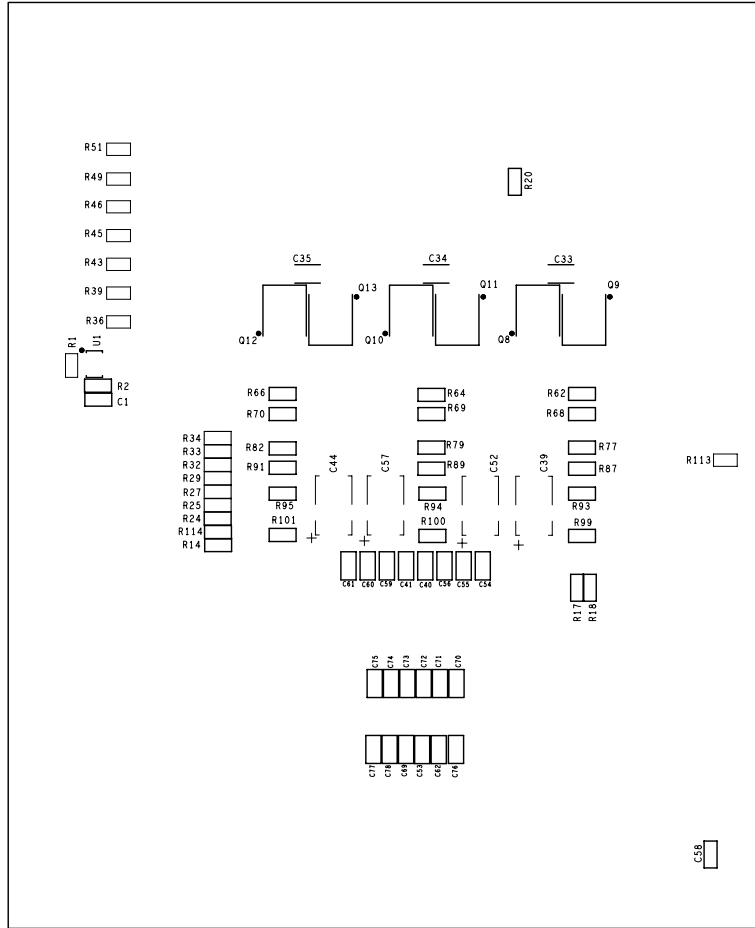 R51
R49
R20
R46
R45
R43
C35
C34
C33
R39
Q13
Q11
Q9
R36
Q12
Q10
Q8
R1
U1
R2
C1
R66
R64
R62
R70
R69
R68
R34
R33
R82
R79
R77
R32
R91
C44
C57
R89
C52
C39
R87
R113
R29
R27
R25
R95
R94
R93
R24
R101
R100
R99
R114
R14
+
+
+
+
C61
C60
C59
C41
C40
C56
C55
C54
R17
R18
C75
C74
C73
C72
C71
C70
C77
C78
C69
C53
C62
C76
C58